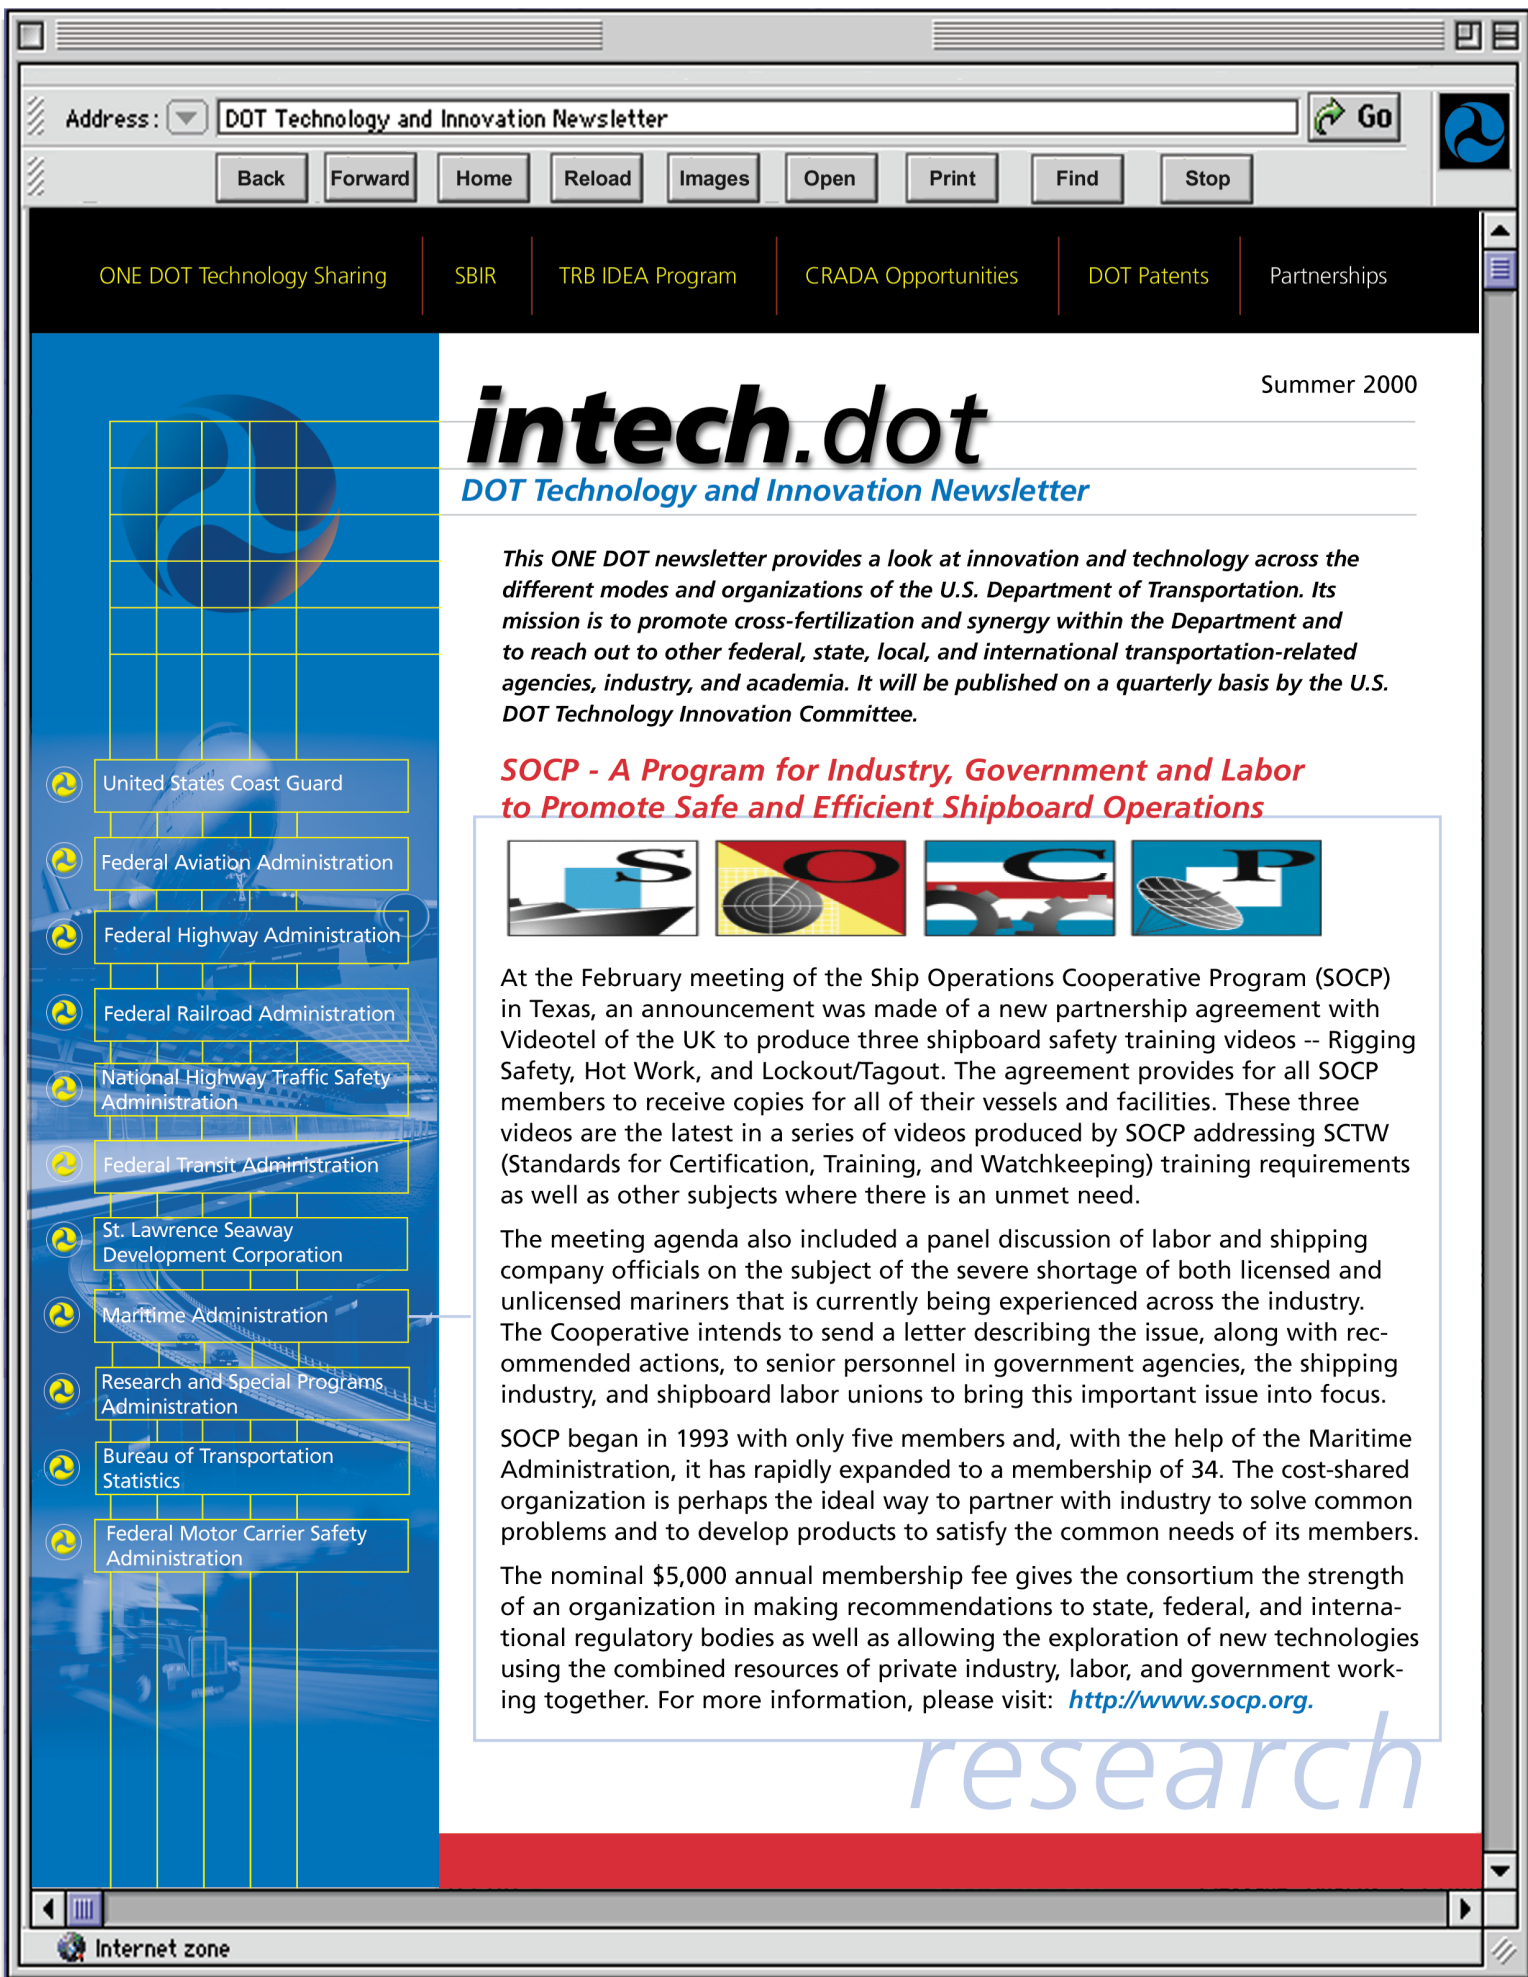 Address: DOT Technology and Innovation Newsletter Go
Back Forward Home Reload Images Open Print Find Stop
ONE DOT Technology Sharing SBIR TRB IDEA Program CRADA Opportunities DOT Patents Partnerships
Summer 2000
intech.dot
DOT Technology and Innovation Newsletter
This ONE DOT newsletter provides a look at innovation and technology across the
different modes and organizations of the U.S. Department of Transportation. Its
mission is to promote cross-fertilization and synergy within the Department and
to reach out to other federal, state, local, and international transportation-related
agencies, industry, and academia. It will be published on a quarterly basis by the U.S.
DOT Technology Innovation Committee.
United States Coast Guard
Federal Aviation Administration
Federal Highway Administration
Federal Railroad Administration
National Highway Traffic Safety
Administration
Federal Transit Administration
St. Lawrence Seaway
Development Corporation
Maritime Administration
Research and Special Programs
Administration
Bureau of Transportation
Statistics
Federal Motor Carrier Safety
Administration
SOCP - A Program for Industry, Government and Labor
to Promote Safe and Efficient Shipboard Operations
S O C P
At the February meeting of the Ship Operations Cooperative Program (SOCP)
in Texas, an announcement was made of a new partnership agreement with
Videotel of the UK to produce three shipboard safety training videos -- Rigging
Safety, Hot Work, and Lockout/Tagout. The agreement provides for all SOCP
members to receive copies for all of their vessels and facilities. These three
videos are the latest in a series of videos produced by SOCP addressing SCTW
(Standards for Certification, Training, and Watchkeeping) training requirements
as well as other subjects where there is an unmet need.
The meeting agenda also included a panel discussion of labor and shipping
company officials on the subject of the severe shortage of both licensed and
unlicensed mariners that is currently being experienced across the industry.
The Cooperative intends to send a letter describing the issue, along with rec-
ommended actions, to senior personnel in government agencies, the shipping
industry, and shipboard labor unions to bring this important issue into focus.
SOCP began in 1993 with only five members and, with the help of the Maritime
Administration, it has rapidly expanded to a membership of 34. The cost-shared
organization is perhaps the ideal way to partner with industry to solve common
problems and to develop products to satisfy the common needs of its members.
The nominal $5,000 annual membership fee gives the consortium the strength
of an organization in making recommendations to state, federal, and interna-
tional regulatory bodies as well as allowing the exploration of new technologies
using the combined resources of private industry, labor, and government work-
ing together. For more information, please visit: http://www.socp.org.
research
Internet zone